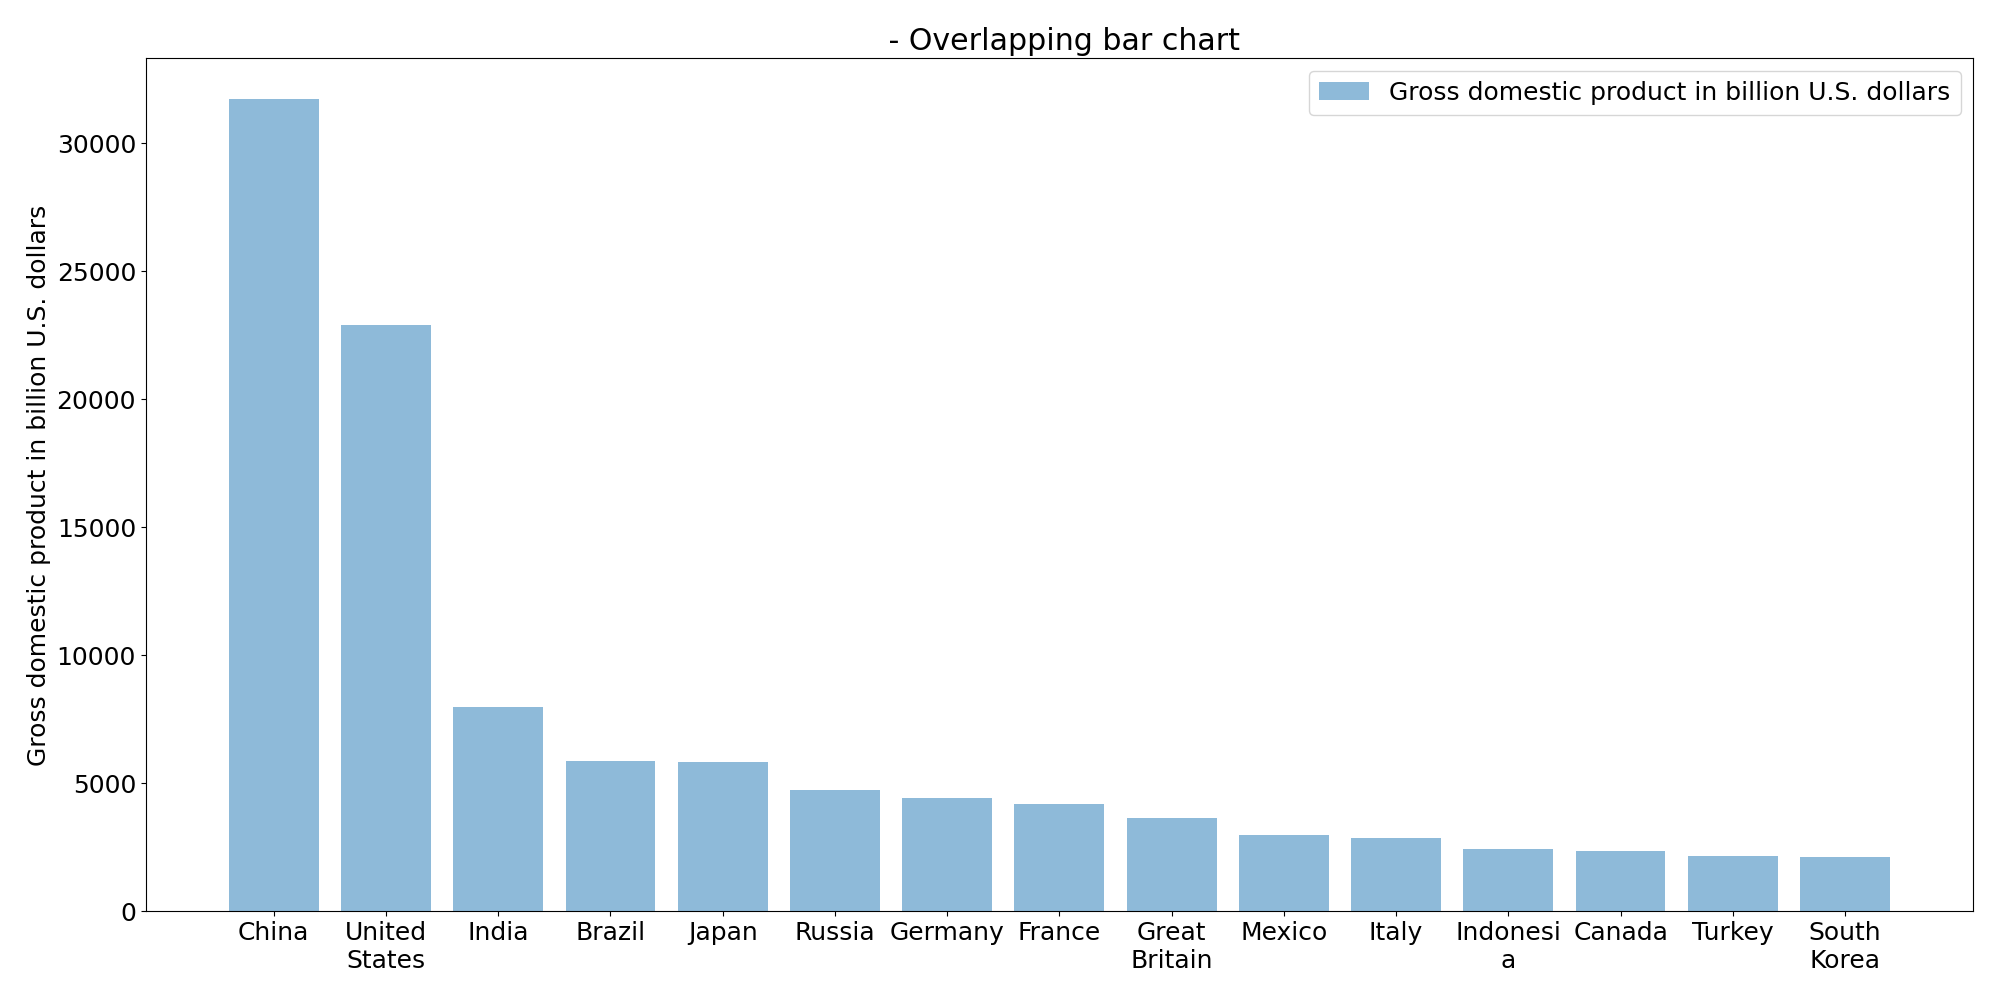 - Overlapping bar chart
Gross domestic product in billion U.S. dollars
Gross domestic product in billion U.S. dollars
30000
25000
20000
15000
10000
5000
0
China
United
States
India
Brazil
Japan
Russia
Germany
France
Great
Britain
Mexico
Italy
Indonesi
a
Canada
Turkey
South
Korea